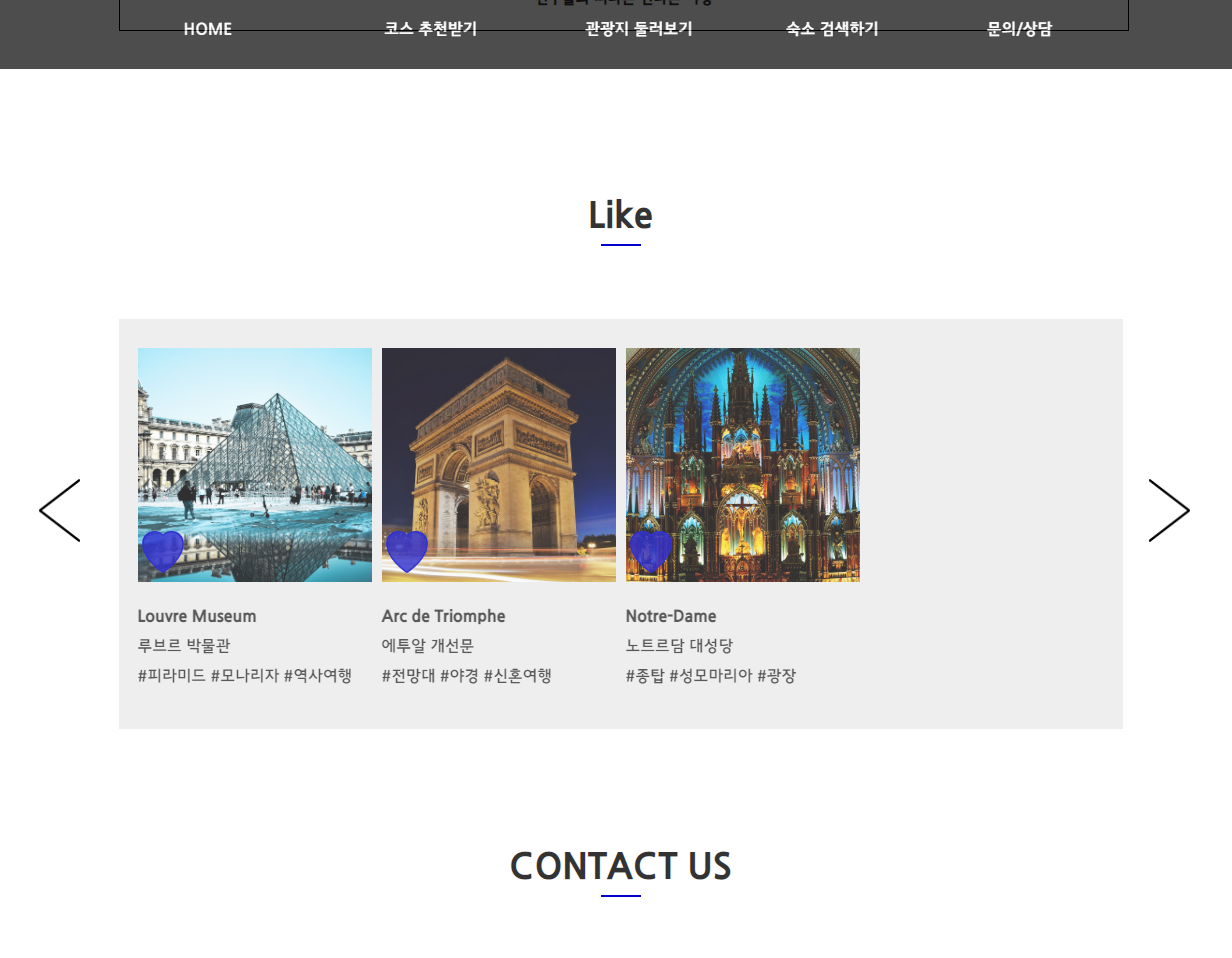 HOME
코스 추천받기
관광지 둘러보기
숙소 검색하기
문의/상담
Like
Louvre Museum
루브르 박물관
#피라미드 #모나리자 #역사여행
Arc de Triomphe
에투알 개선문
#전망대 #야경 #신혼여행
Notre-Dame
노트르담 대성당
#종탑 #성모마리아 #광장
CONTACT US